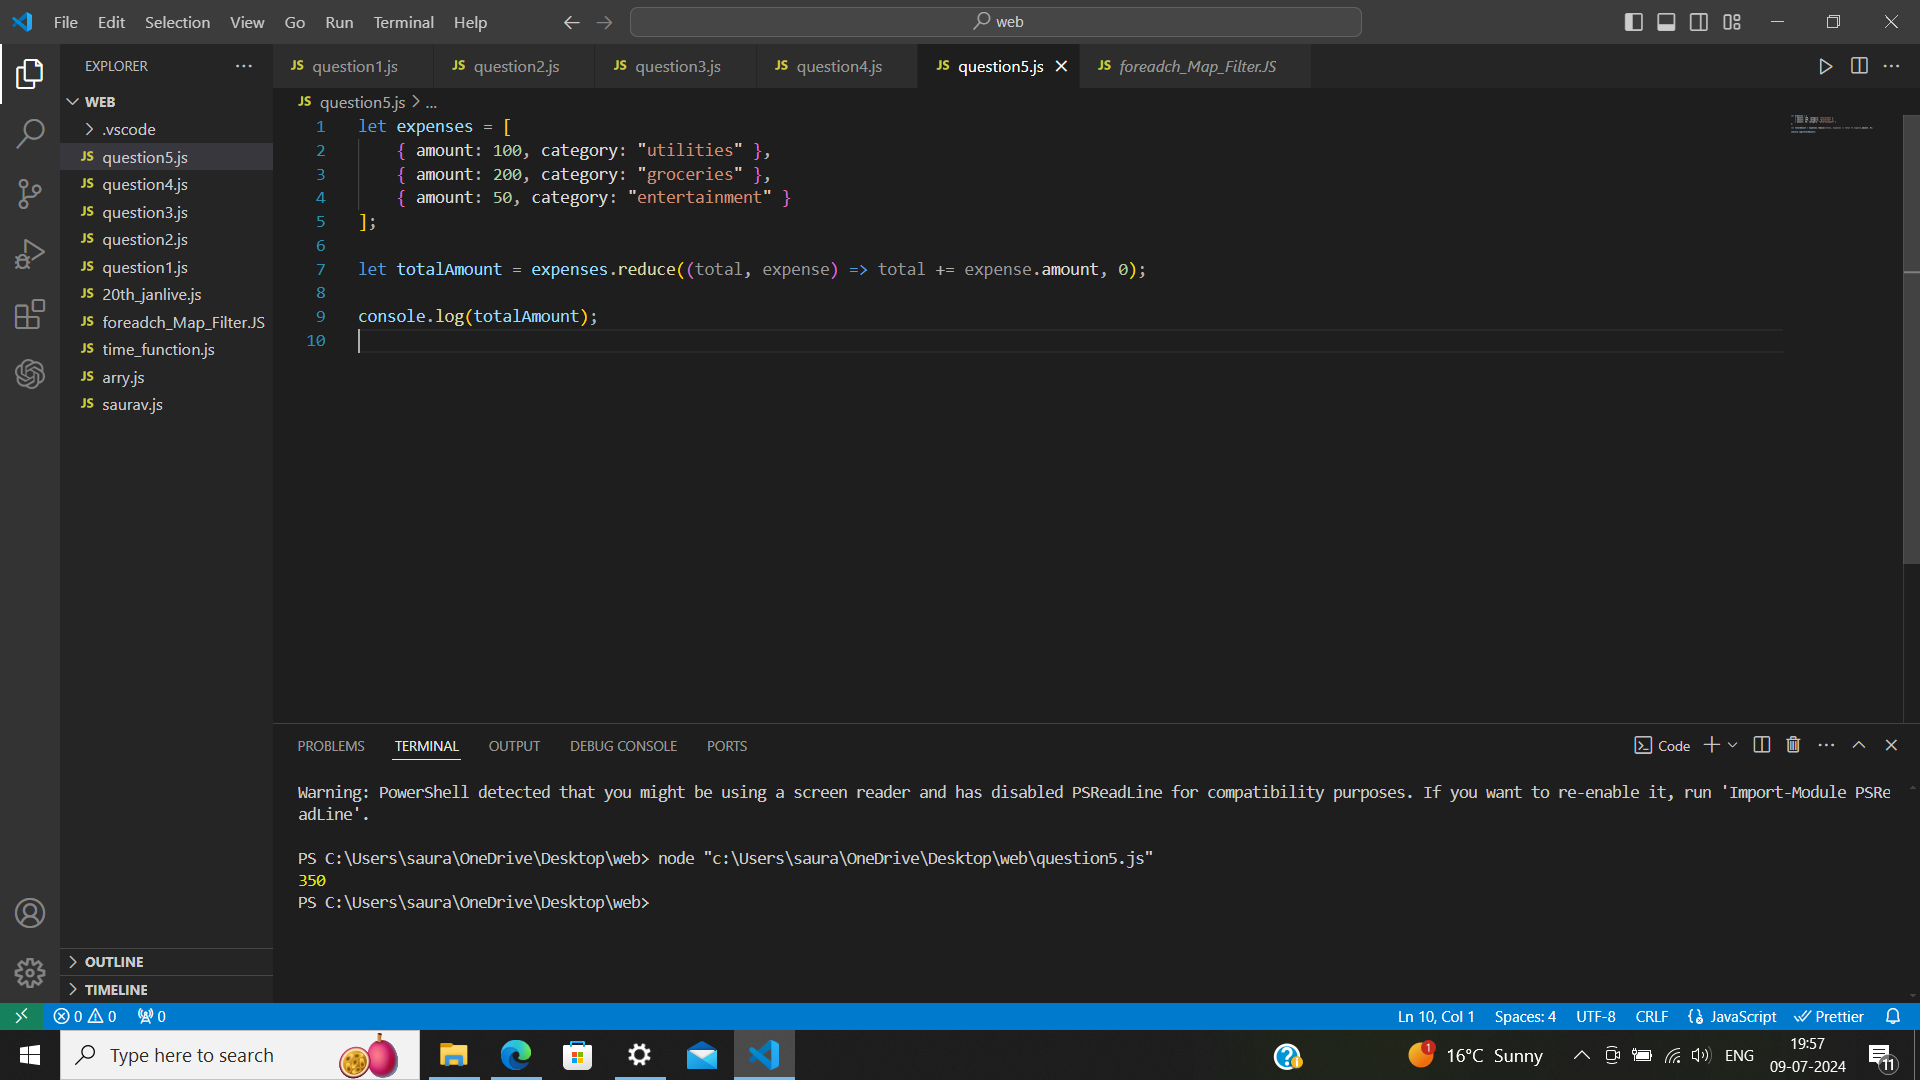 File Edit Selection View Go Run Terminal Help
web
EXPLORER
question1.js
question2.js
question3.js
question4.js
question5.js
foreadch_Map_Filter.JS
WEB
.vscode
JS question5.js
JS question4.js
JS question3.js
JS question2.js
JS question1.js
JS 20th_janlive.js
JS foreadch_Map_Filter.JS
JS time_function.js
JS arry.js
JS saurav.js
OUTLINE
TIMELINE
JS question5.js > ...
1 let expenses = [
2 { amount: 100, category: "utilities" },
3 { amount: 200, category: "groceries" },
4 { amount: 50, category: "entertainment" }
5 ];
6
7 let totalAmount = expenses.reduce((total, expense) => total += expense.amount, 0);
8
9 console.log(totalAmount);
10
PROBLEMS TERMINAL OUTPUT DEBUG CONSOLE PORTS
Code
Warning: PowerShell detected that you might be using a screen reader and has disabled PSReadLine for compatibility purposes. If you want to re-enable it, run 'Import-Module PSRe
adLine'.
PS C:\Users\saura\OneDrive\Desktop\web> node "c:\Users\saura\OneDrive\Desktop\web\question5.js"
350
PS C:\Users\saura\OneDrive\Desktop\web>
0 0 0
Ln 10, Col 1 Spaces: 4 UTF-8 CRLF {} JavaScript Prettier
Type here to search
1 16°C Sunny
ENG
19:57
09-07-2024
11